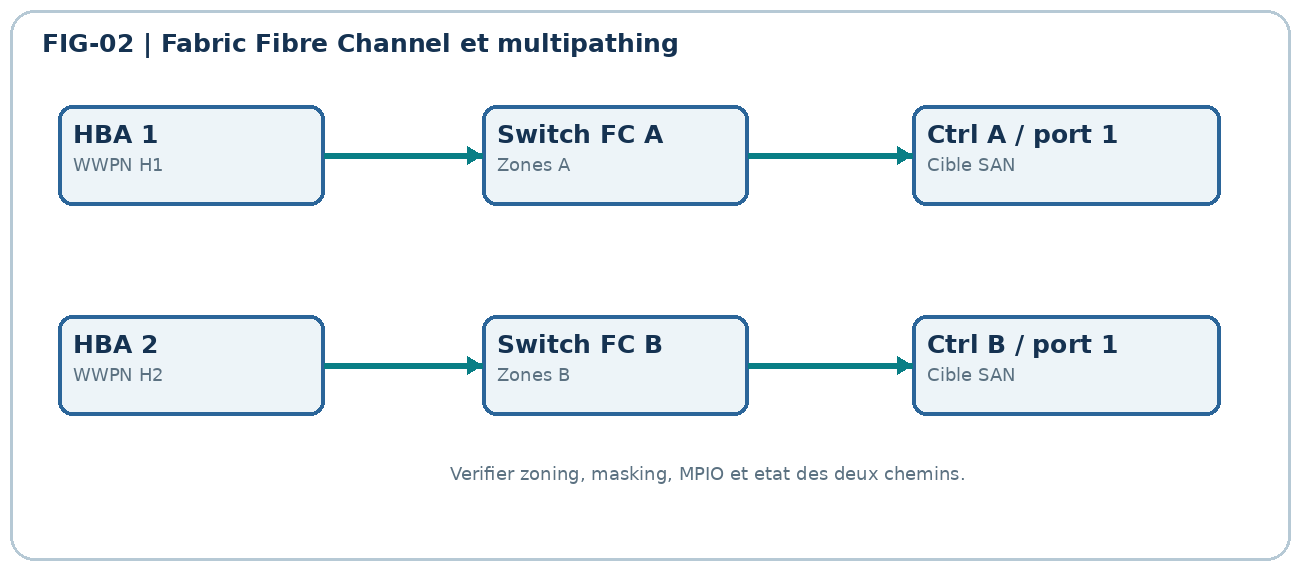 FIG-02 | Fabric Fibre Channel et multipathing
HBA 1
WWPN H1
Switch FC A
Zones A
Ctrl A / port 1
Cible SAN
HBA 2
WWPN H2
Switch FC B
Zones B
Ctrl B / port 1
Cible SAN
Verifier zoning, masking, MPIO et etat des deux chemins.